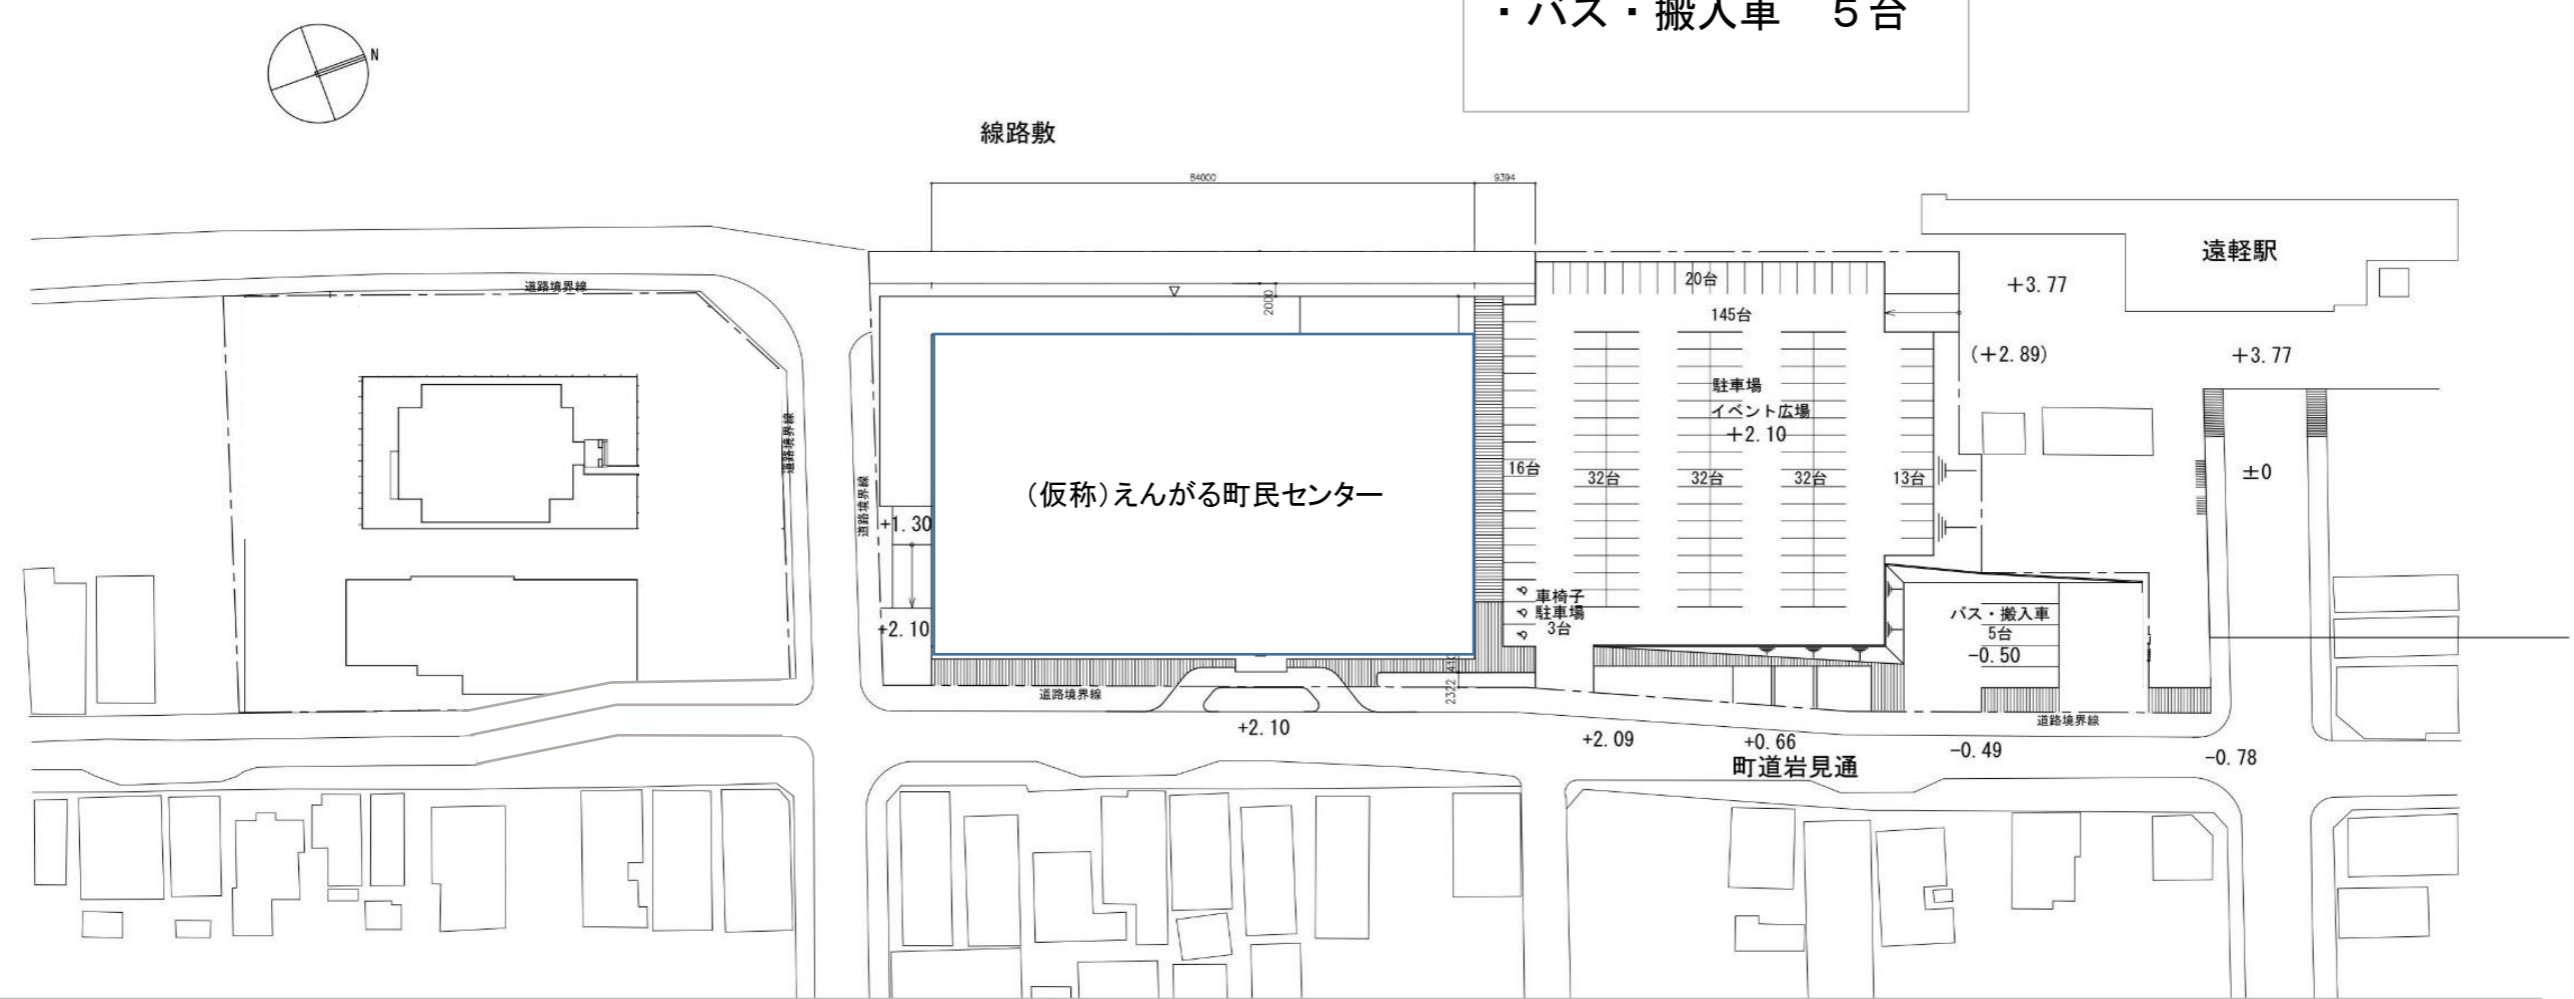 ・バス・搬入車　５台
N
線路敷
84000
9394
遠軽駅
道路境界線
20台
+3.77
2000
145台
(+2.89)
+3.77
駐車場
イベント広場
+2.10
道路境界線
16台
32台
32台
32台
13台
±0
(仮称)えんがる町民センター
道路境界線
+1.30
車椅子
駐車場
3台
バス・搬入車
5台
-0.50
+2.10
道路境界線
2322
道路境界線
+2.10
+2.09
+0.66
-0.49
-0.78
町道岩見通